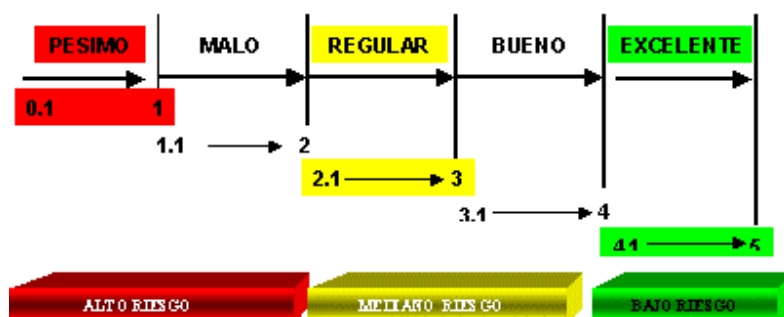 PESIMO MALO REGULAR BUENO EXCELENTE
0.1 1
1.1 2
2.1 3
3.1 4
4.1 5
ALTO RIESGO MEDIANO RIESGO BAJO RIESGO